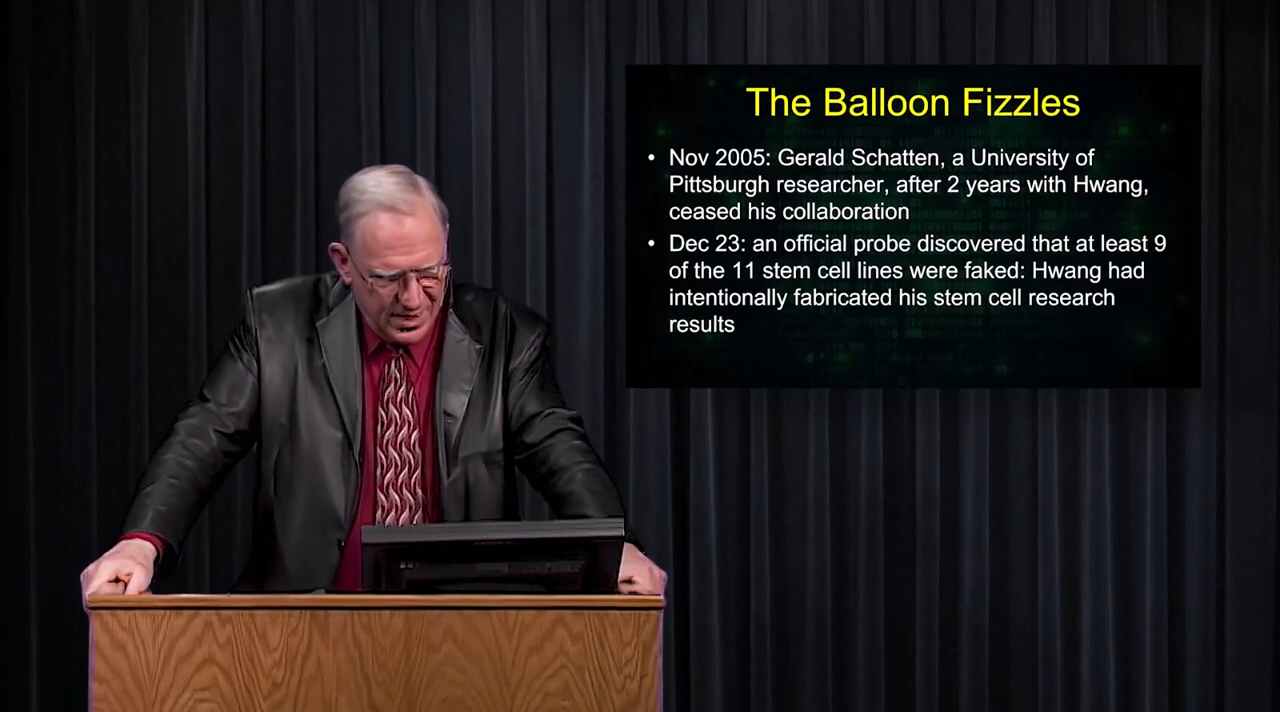 The Balloon Fizzles
• Nov 2005: Gerald Schatten, a University of
Pittsburgh researcher, after 2 years with Hwang,
ceased his collaboration
• Dec 23: an official probe discovered that at least 9
of the 11 stem cell lines were faked: Hwang had
intentionally fabricated his stem cell research
results